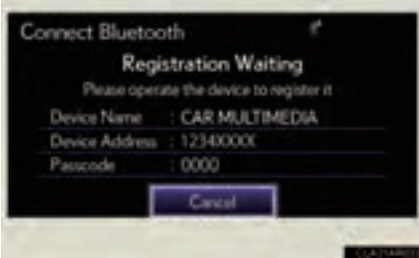 Connect Bluetooth
Registration Waiting
Please operate the device to register it
Device Name : CAR MULTIMEDIA
Device Address : 1234XXXX
Passcode : 0000
Cancel